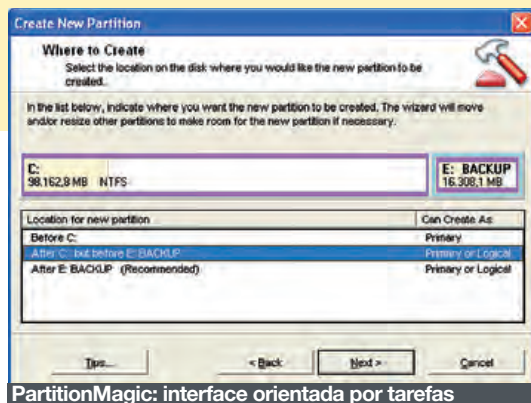 Create New Partition
Where to Create
Select the location on the disk where you would like the new partition to be
created.
In the list below, indicate where you want the new partition to be created. The wizard will move
and/or resize other partitions to make room for the new partition if necessary.
C:
98.162,8 MB NTFS
E: BACKUP
16.308,1 MB
Location for new partition Can Create As
Before C: Primary
After C: but before E: BACKUP Primary or Logical
After E: BACKUP (Recommended) Primary or Logical
Tips... < Back Next > Cancel
PartitionMagic: interface orientada por tarefas